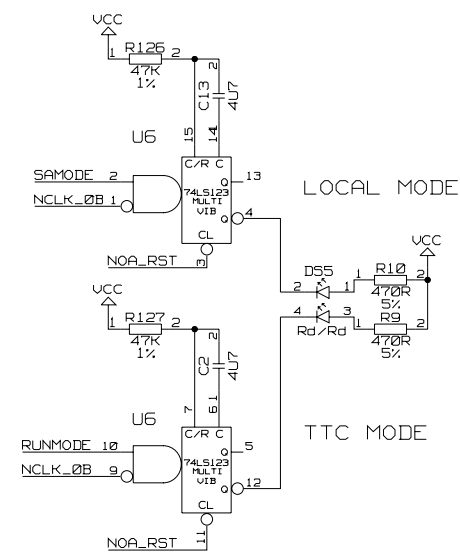 VCC
R126
1 2
47K
1%
C13
2
4U7
15
14
1
U6
C/R C
SAMODE 2
Q 13
74LS123
MULTI
VIB
LOCAL MODE
NCLK_0B 1
Q 4
CL
VCC
NOA_RST
3
DS5
R10
2 1 1 2
470R
5%
VCC
R127
1 2
47K
1%
4 3 1 2
R9
Rd/Rd
470R
5%
C2
2
4U7
7
6
1
U6
C/R C
TTC MODE
RUNMODE 10
Q 5
74LS123
MULTI
VIB
NCLK_0B 9
Q 12
CL
NOA_RST
11